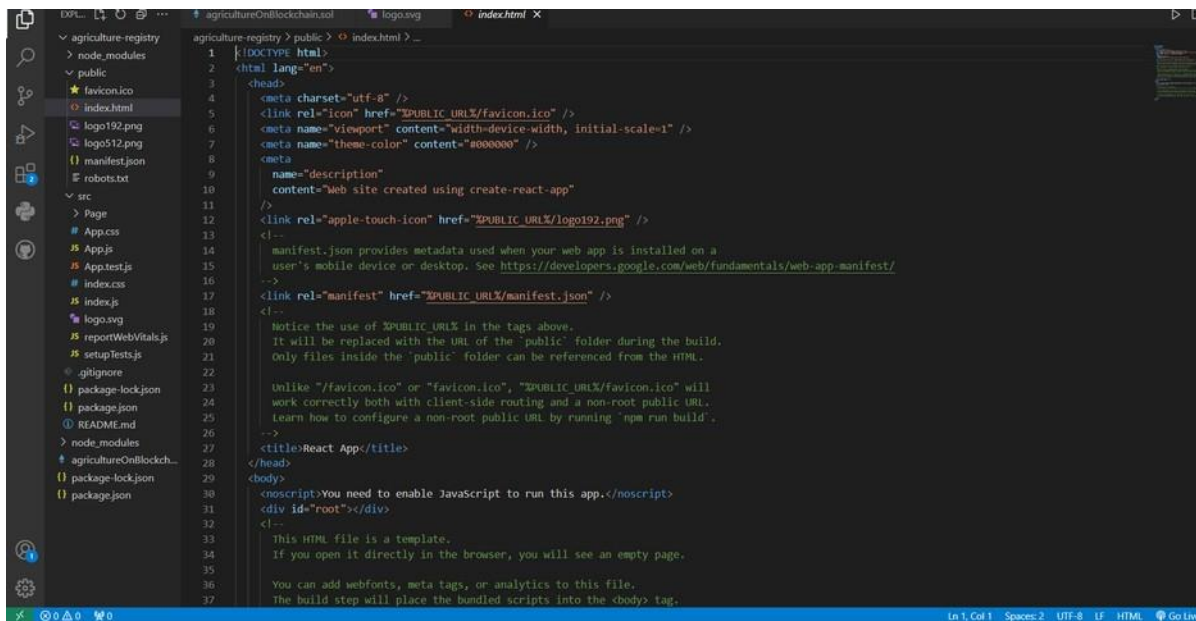 EXPL...
agricultureOnBlockchain.sol
logo.svg
index.html
agriculture-registry
node_modules
public
favicon.ico
index.html
logo192.png
logo512.png
manifest.json
robots.txt
src
Page
App.css
App.js
App.test.js
index.css
index.js
logo.svg
reportWebVitals.js
setupTests.js
.gitignore
package-lock.json
package.json
README.md
node_modules
agricultureOnBlockch...
package-lock.json
package.json
2
1
agriculture-registry > public > index.html > ...
1 <!DOCTYPE html>
2 <html lang="en">
3 <head>
4 <meta charset="utf-8" />
5 <link rel="icon" href="%PUBLIC_URL%/favicon.ico" />
6 <meta name="viewport" content="width=device-width, initial-scale=1" />
7 <meta name="theme-color" content="#000000" />
8 <meta
9 name="description"
10 content="Web site created using create-react-app"
11 />
12 <link rel="apple-touch-icon" href="%PUBLIC_URL%/logo192.png" />
13 <!--
14 manifest.json provides metadata used when your web app is installed on a
15 user's mobile device or desktop. See https://developers.google.com/web/fundamentals/web-app-manifest/
16 -->
17 <link rel="manifest" href="%PUBLIC_URL%/manifest.json" />
18 <!--
19 Notice the use of %PUBLIC_URL% in the tags above.
20 It will be replaced with the URL of the `public` folder during the build.
21 Only files inside the `public` folder can be referenced from the HTML.
22
23 Unlike "/favicon.ico" or "favicon.ico", "%PUBLIC_URL%/favicon.ico" will
24 work correctly both with client-side routing and a non-root public URL.
25 Learn how to configure a non-root public URL by running `npm run build`.
26 -->
27 <title>React App</title>
28 </head>
29 <body>
30 <noscript>You need to enable JavaScript to run this app.</noscript>
31 <div id="root"></div>
32 <!--
33 This HTML file is a template.
34 If you open it directly in the browser, you will see an empty page.
35
36 You can add webfonts, meta tags, or analytics to this file.
37 The build step will place the bundled scripts into the <body> tag.
0 0 0 Ln 1, Col 1 Spaces: 2 UTF-8 LF HTML Go Liv